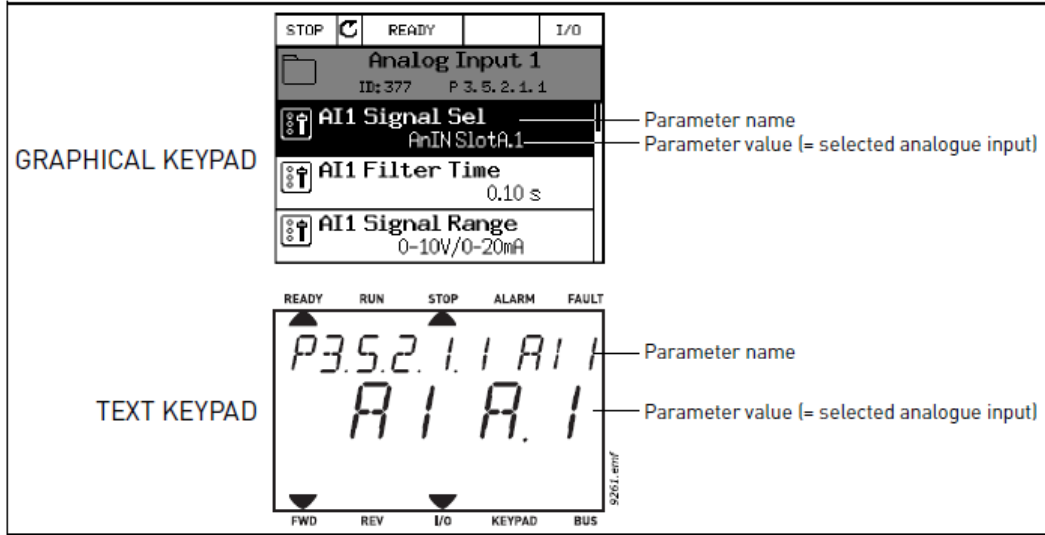 STOP READY I/O
Analog Input 1
ID:377 P3.5.2.1.1
AI1 Signal Sel
AnIN SlotA.1
Parameter name
Parameter value (= selected analogue input)
GRAPHICAL KEYPAD
AI1 Filter Time
0.10 s
AI1 Signal Range
0-10V/0-20mA
READY RUN STOP ALARM FAULT
P3.5.2.1.1 AI1
Parameter name
TEXT KEYPAD
AI A.1
Parameter value (= selected analogue input)
9261.emf
FWD REV I/O KEYPAD BUS